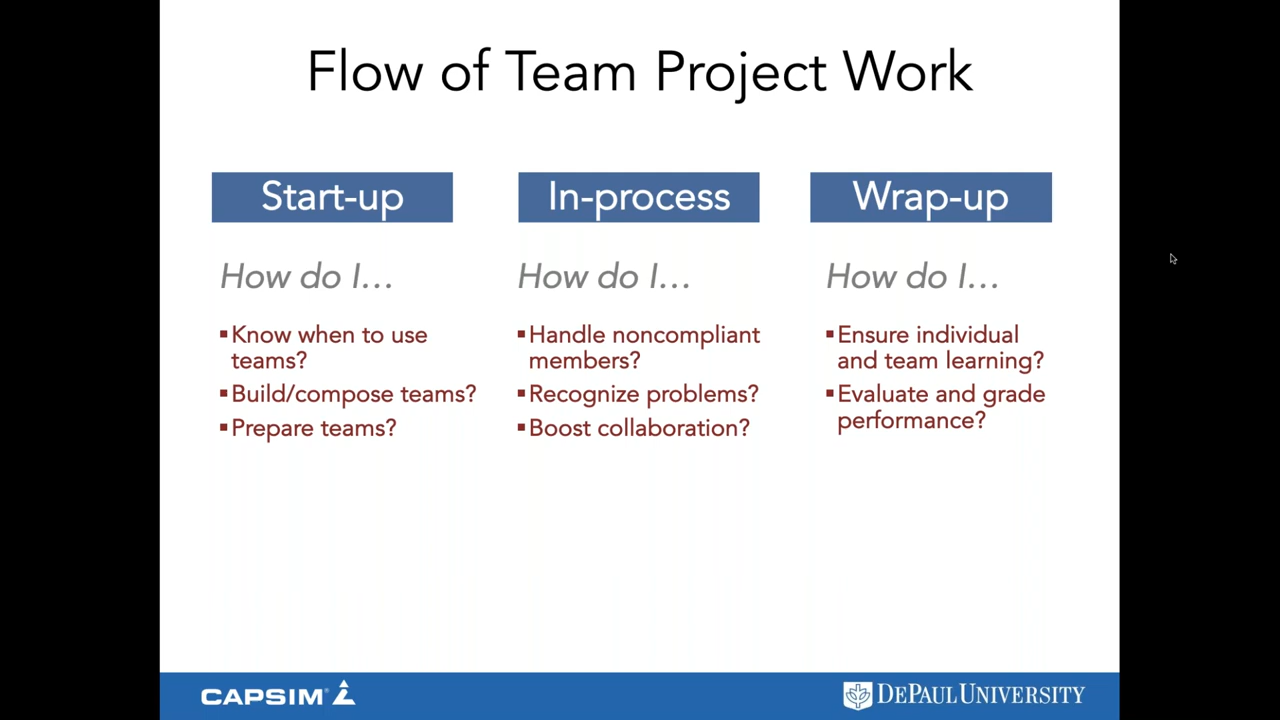 Flow of Team Project Work
Start-up
How do I…
▪Know when to use
teams?
▪Build/compose teams?
▪Prepare teams?
In-process
How do I…
▪Handle noncompliant
members?
▪Recognize problems?
▪Boost collaboration?
Wrap-up
How do I…
▪Ensure individual
and team learning?
▪Evaluate and grade
performance?
CAPSIM®
DEPAUL UNIVERSITY